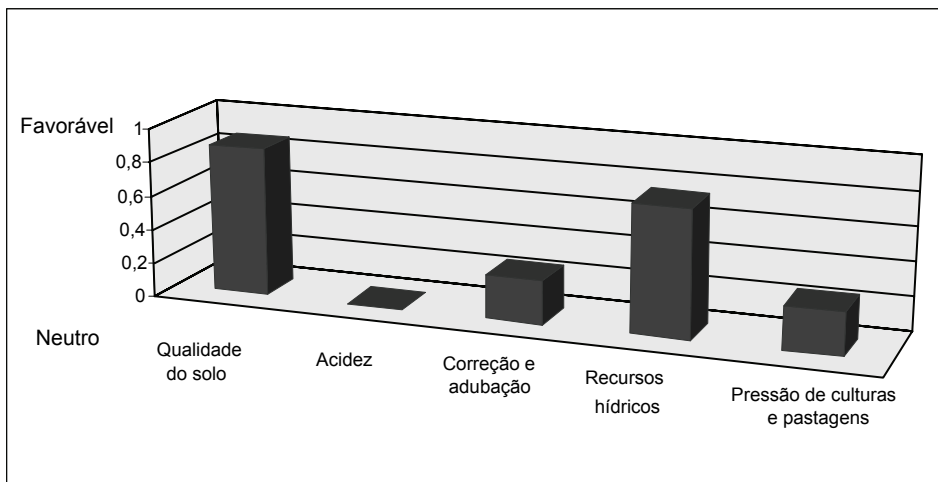 Favorável
1
0,8
0,6
0,4
0,2
0
Neutro
Qualidade
do solo
Acidez
Correção e
adubação
Recursos
hídricos
Pressão de culturas
e pastagens